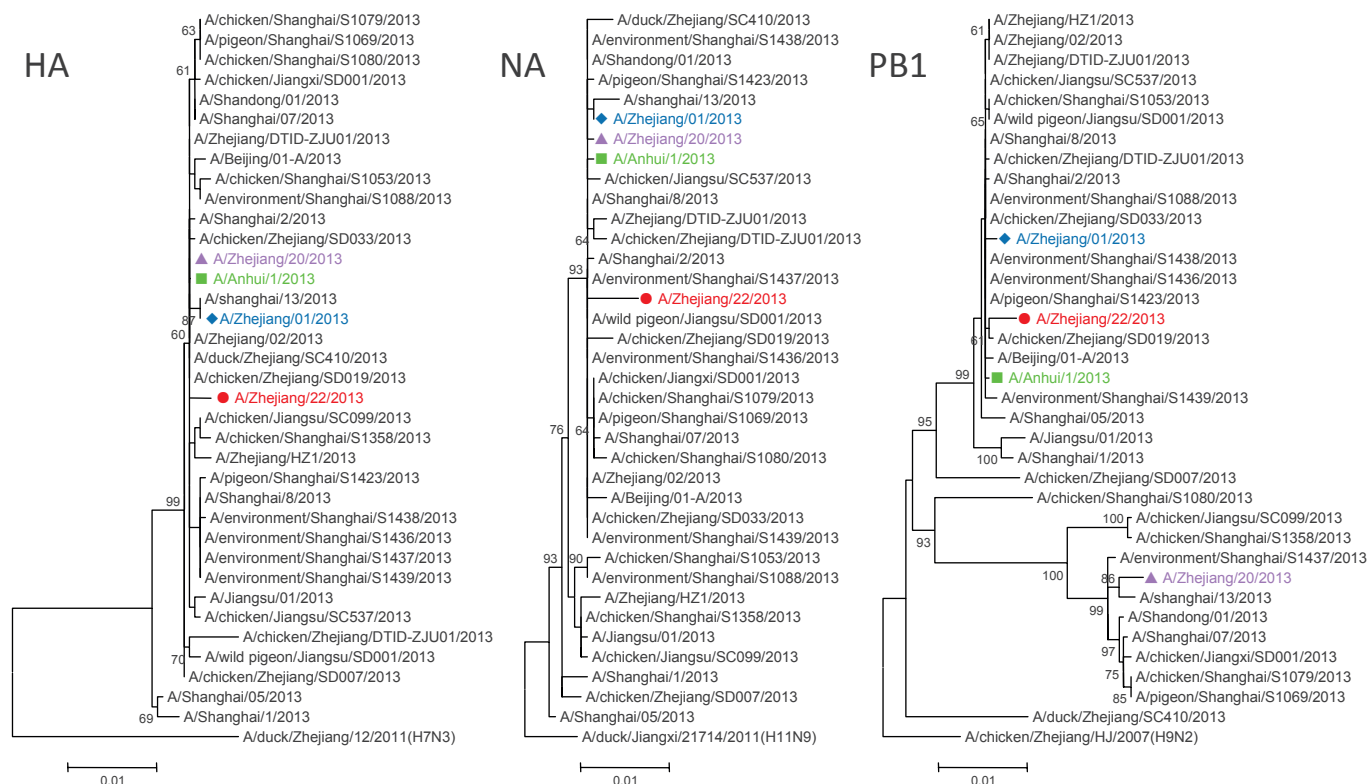 HA
A/chicken/Shanghai/S1079/2013
63
A/pigeon/Shanghai/S1069/2013
A/chicken/Shanghai/S1080/2013
61
A/chicken/Jiangxi/SD001/2013
A/Shandong/01/2013
A/Shanghai/07/2013
A/Zhejiang/DTID-ZJU01/2013
A/Beijing/01-A/2013
A/chicken/Shanghai/S1053/2013
A/environment/Shanghai/S1088/2013
A/Shanghai/2/2013
A/chicken/Zhejiang/SD033/2013
A/Zhejiang/20/2013
A/Anhui/1/2013
A/shanghai/13/2013
87
A/Zhejiang/01/2013
60
A/Zhejiang/02/2013
A/duck/Zhejiang/SC410/2013
A/chicken/Zhejiang/SD019/2013
A/Zhejiang/22/2013
A/chicken/Jiangsu/SC099/2013
A/chicken/Shanghai/S1358/2013
A/Zhejiang/HZ1/2013
A/pigeon/Shanghai/S1423/2013
99
A/Shanghai/8/2013
A/environment/Shanghai/S1438/2013
A/environment/Shanghai/S1436/2013
A/environment/Shanghai/S1437/2013
A/environment/Shanghai/S1439/2013
A/Jiangsu/01/2013
A/chicken/Jiangsu/SC537/2013
A/chicken/Zhejiang/DTID-ZJU01/2013
70
A/wild pigeon/Jiangsu/SD001/2013
A/chicken/Zhejiang/SD007/2013
A/Shanghai/05/2013
69
A/Shanghai/1/2013
A/duck/Zhejiang/12/2011(H7N3)
0.01
NA
A/duck/Zhejiang/SC410/2013
A/environment/Shanghai/S1438/2013
A/Shandong/01/2013
A/pigeon/Shanghai/S1423/2013
A/shanghai/13/2013
A/Zhejiang/01/2013
A/Zhejiang/20/2013
A/Anhui/1/2013
A/chicken/Jiangsu/SC537/2013
A/Shanghai/8/2013
A/Zhejiang/DTID-ZJU01/2013
64
A/chicken/Zhejiang/DTID-ZJU01/2013
A/Shanghai/2/2013
93
A/environment/Shanghai/S1437/2013
A/Zhejiang/22/2013
A/wild pigeon/Jiangsu/SD001/2013
A/chicken/Zhejiang/SD019/2013
A/environment/Shanghai/S1436/2013
A/chicken/Jiangxi/SD001/2013
A/chicken/Shanghai/S1079/2013
A/pigeon/Shanghai/S1069/2013
76
64
A/Shanghai/07/2013
A/chicken/Shanghai/S1080/2013
A/Zhejiang/02/2013
A/Beijing/01-A/2013
A/chicken/Zhejiang/SD033/2013
A/environment/Shanghai/S1439/2013
93
90
A/chicken/Shanghai/S1053/2013
A/environment/Shanghai/S1088/2013
A/Zhejiang/HZ1/2013
A/chicken/Shanghai/S1358/2013
A/Jiangsu/01/2013
A/chicken/Jiangsu/SC099/2013
A/Shanghai/1/2013
A/chicken/Zhejiang/SD007/2013
A/Shanghai/05/2013
A/duck/Jiangxi/21714/2011(H11N9)
0.01
PB1
A/Zhejiang/HZ1/2013
61
A/Zhejiang/02/2013
A/Zhejiang/DTID-ZJU01/2013
A/chicken/Jiangsu/SC537/2013
A/chicken/Shanghai/S1053/2013
65
A/wild pigeon/Jiangsu/SD001/2013
A/Shanghai/8/2013
A/chicken/Zhejiang/DTID-ZJU01/2013
A/Shanghai/2/2013
A/environment/Shanghai/S1088/2013
A/chicken/Zhejiang/SD033/2013
A/Zhejiang/01/2013
A/environment/Shanghai/S1438/2013
A/environment/Shanghai/S1436/2013
A/pigeon/Shanghai/S1423/2013
A/Zhejiang/22/2013
61
A/chicken/Zhejiang/SD019/2013
A/Beijing/01-A/2013
99
A/Anhui/1/2013
A/environment/Shanghai/S1439/2013
A/Shanghai/05/2013
95
A/Jiangsu/01/2013
100
A/Shanghai/1/2013
A/chicken/Zhejiang/SD007/2013
A/chicken/Shanghai/S1080/2013
100
A/chicken/Jiangsu/SC099/2013
93
A/chicken/Shanghai/S1358/2013
A/environment/Shanghai/S1437/2013
100
86
A/Zhejiang/20/2013
A/shanghai/13/2013
99
A/Shandong/01/2013
A/Shanghai/07/2013
97
A/chicken/Jiangxi/SD001/2013
75
A/chicken/Shanghai/S1079/2013
85
A/pigeon/Shanghai/S1069/2013
A/duck/Zhejiang/SC410/2013
A/chicken/Zhejiang/HJ/2007(H9N2)
0.01